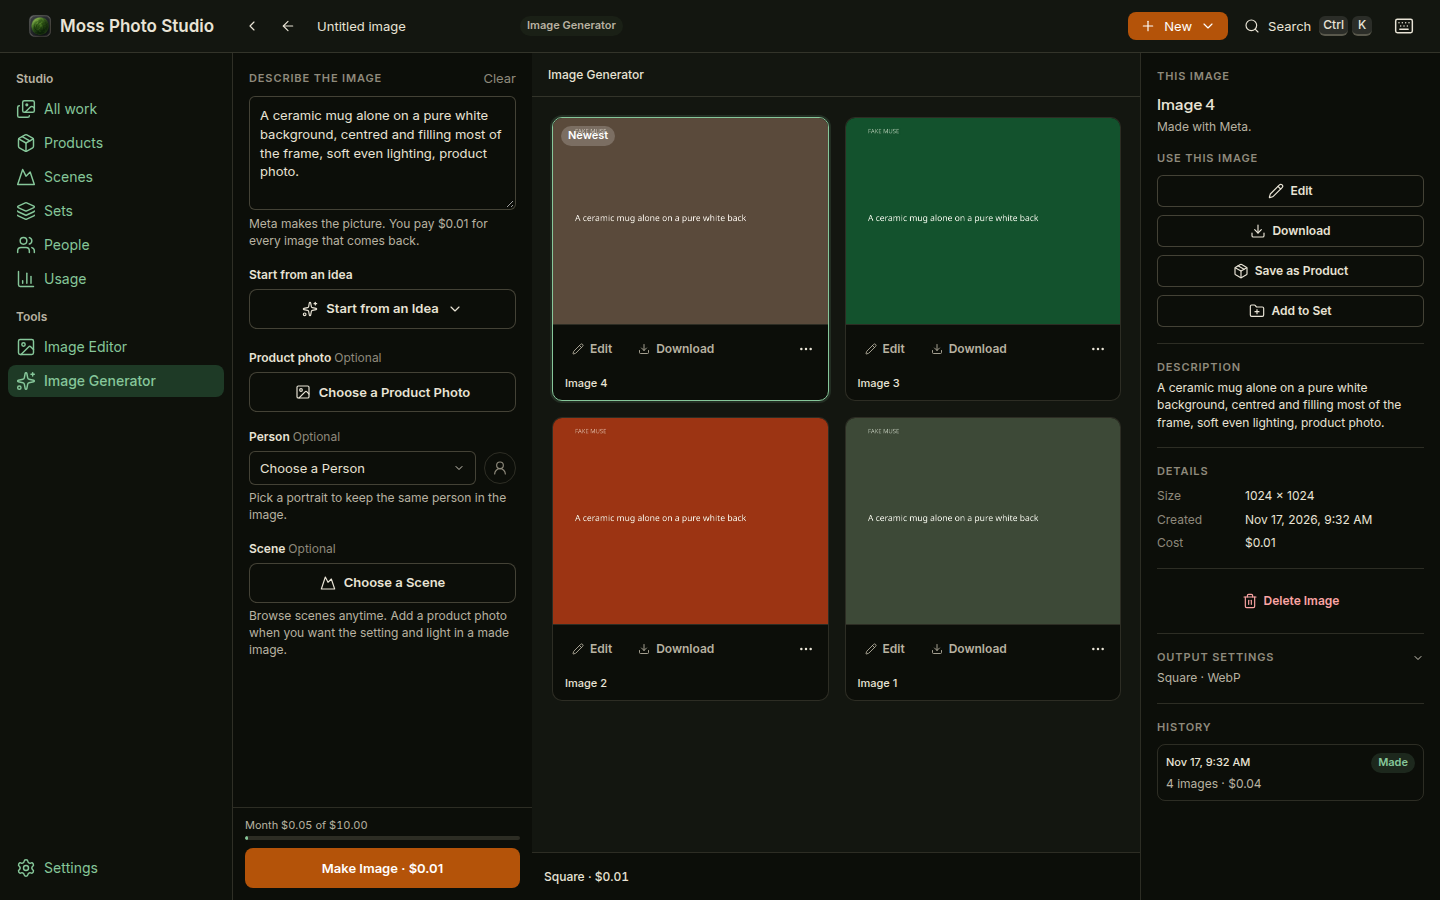 Moss Photo Studio
Untitled image
Image Generator
New
Search
Ctrl
K
Studio
All work
Products
Scenes
Sets
People
Usage
Tools
Image Editor
Image Generator
Settings
DESCRIBE THE IMAGE
Clear
A ceramic mug alone on a pure white
background, centred and filling most of
the frame, soft even lighting, product
photo.
Meta makes the picture. You pay $0.01 for
every image that comes back.
Start from an idea
Start from an Idea
Product photo Optional
Choose a Product Photo
Person Optional
Choose a Person
Pick a portrait to keep the same person in the
image.
Scene Optional
Choose a Scene
Browse scenes anytime. Add a product photo
when you want the setting and light in a made
image.
Month $0.05 of $10.00
Make Image · $0.01
Image Generator
Newest
A ceramic mug alone on a pure white back
Edit
Download
Image 4
FAKE MUSE
A ceramic mug alone on a pure white back
Edit
Download
Image 3
FAKE MUSE
A ceramic mug alone on a pure white back
Edit
Download
Image 2
FAKE MUSE
A ceramic mug alone on a pure white back
Edit
Download
Image 1
Square · $0.01
THIS IMAGE
Image 4
Made with Meta.
USE THIS IMAGE
Edit
Download
Save as Product
Add to Set
DESCRIPTION
A ceramic mug alone on a pure white
background, centred and filling most of the
frame, soft even lighting, product photo.
DETAILS
Size 1024 × 1024
Created Nov 17, 2026, 9:32 AM
Cost $0.01
Delete Image
OUTPUT SETTINGS
Square · WebP
HISTORY
Nov 17, 9:32 AM
Made
4 images · $0.04